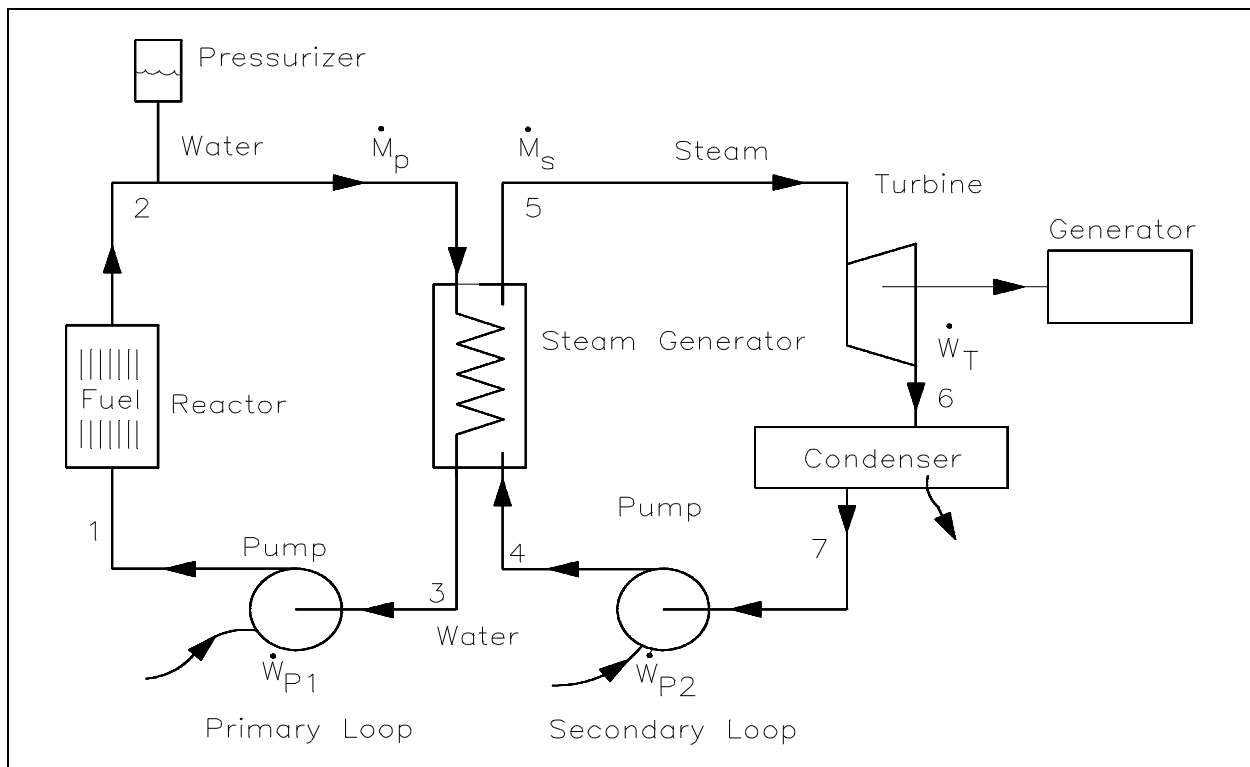 Pressurizer
Water
Ṁp
Ṁs
Steam
2
5
Turbine
Generator
Steam Generator
ẆT
Fuel
Reactor
6
Condenser
Pump
1
Pump
4
7
3
Water
ẆP1
ẆP2
Primary Loop
Secondary Loop